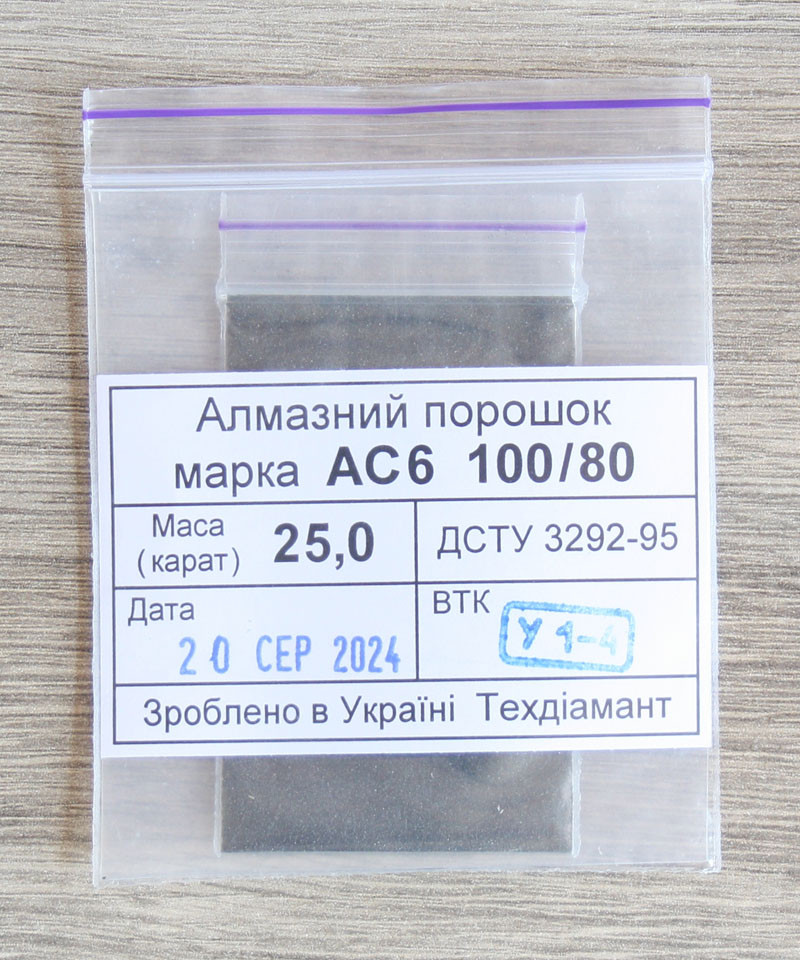 Алмазний порошок
марка АС6 100/80
Маса
(карат) 25,0
ДСТУ 3292-95
Дата
20 СЕР 2024
ВТК
У 1-4
Зроблено в Україні Техдіамант